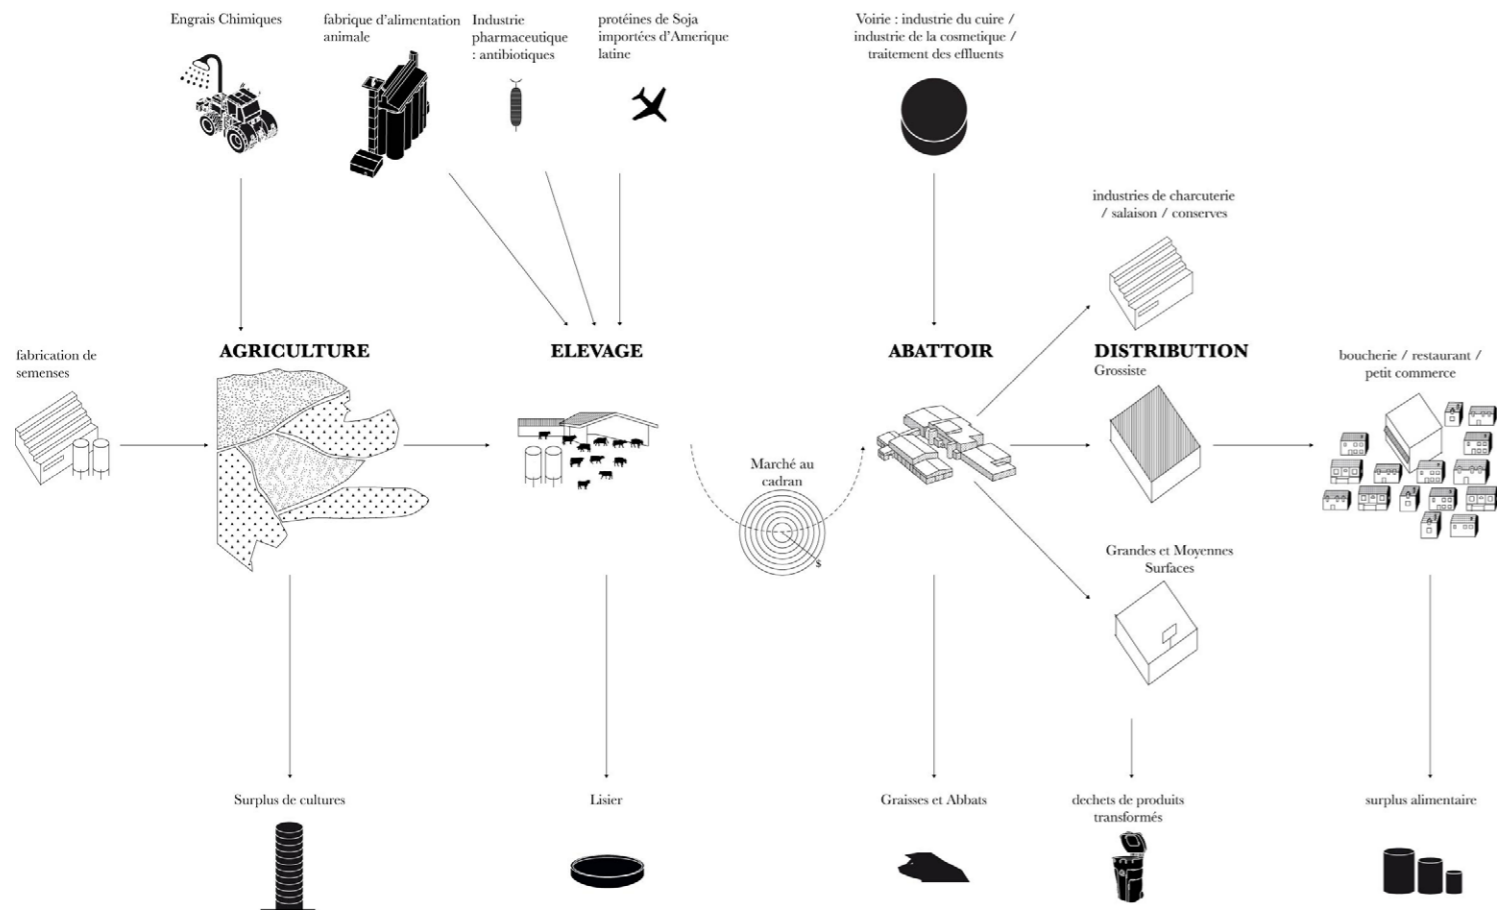 Engrais Chimiques
fabrique d'alimentation
animale
Industrie
pharmaceutique
: antibiotiques
protéines de Soja
importées d'Amerique
latine
Voirie : industrie du cuire /
industrie de la cosmetique /
traitement des effluents
industries de charcuterie
/ salaison / conserves
fabrication de
semenses
AGRICULTURE
ELEVAGE
ABATTOIR
DISTRIBUTION
Grossiste
boucherie / restaurant /
petit commerce
Marché au
cadran
$
Grandes et Moyennes
Surfaces
Surplus de cultures
Lisier
Graisses et Abbats
dechets de produits
transformés
surplus alimentaire